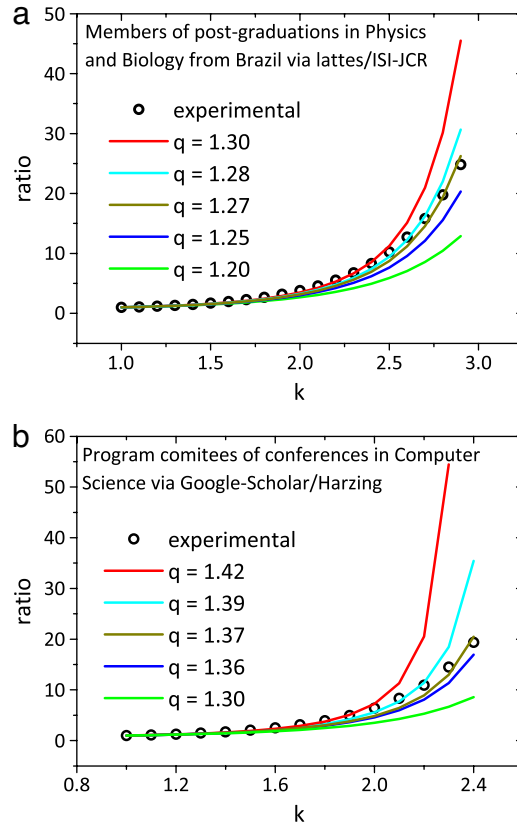 a
Members of post-graduations in Physics
and Biology from Brazil via lattes/ISI-JCR
experimental
q = 1.30
q = 1.28
q = 1.27
q = 1.25
q = 1.20
50
40
30
20
10
0
ratio
1.0 1.5 2.0 2.5 3.0
k
b
Program comitees of conferences in Computer
Science via Google-Scholar/Harzing
experimental
q = 1.42
q = 1.39
q = 1.37
q = 1.36
q = 1.30
60
50
40
30
20
10
0
ratio
0.8 1.2 1.6 2.0 2.4
k